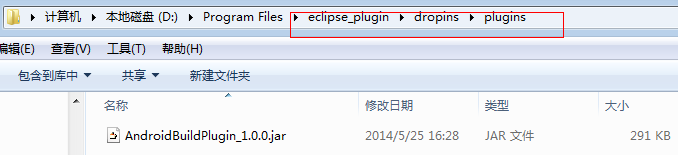 计算机 ▸ 本地磁盘 (D:) ▸ Program Files ▸ eclipse_plugin ▸ dropins ▸ plugins
编辑(E) 查看(V) 工具(T) 帮助(H)
包含到库中 共享 新建文件夹
名称 修改日期 类型 大小
AndroidBuildPlugin_1.0.0.jar 2014/5/25 16:28 JAR 文件 291 KB